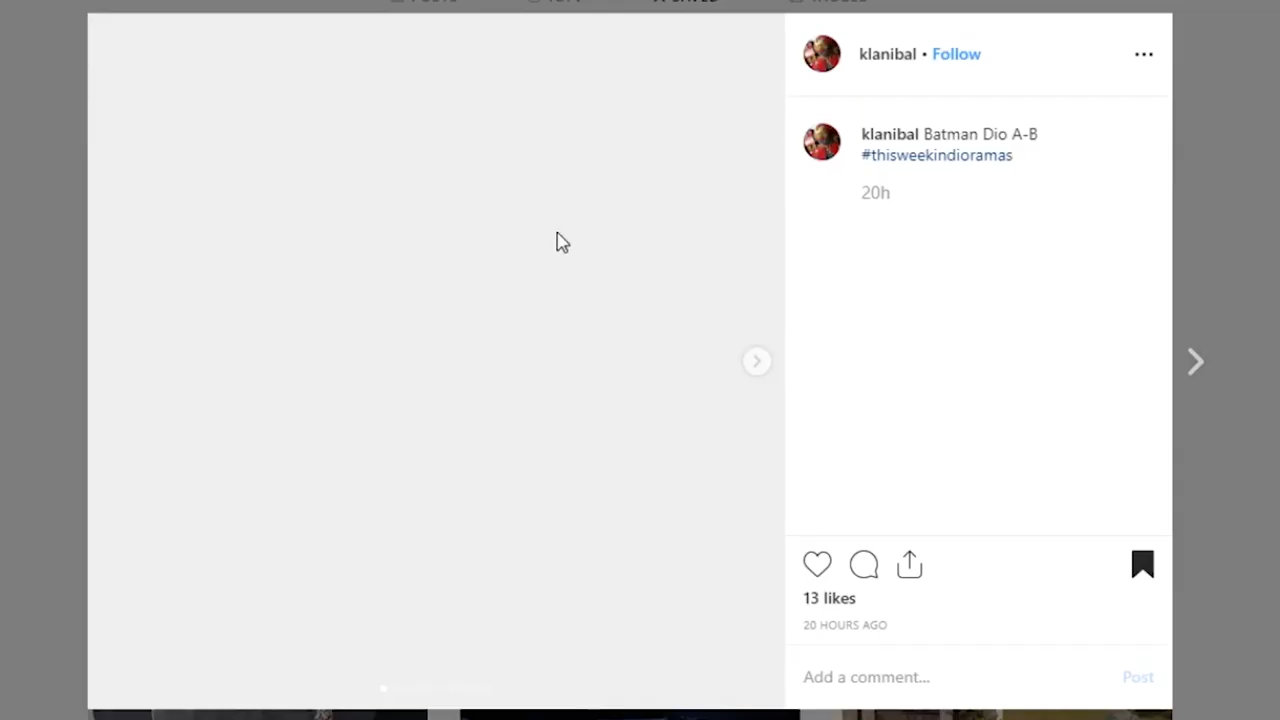 klanibal • Follow
klanibal Batman Dio A-B
#thisweekindioramas
20h
13 likes
20 HOURS AGO
Add a comment...
Post